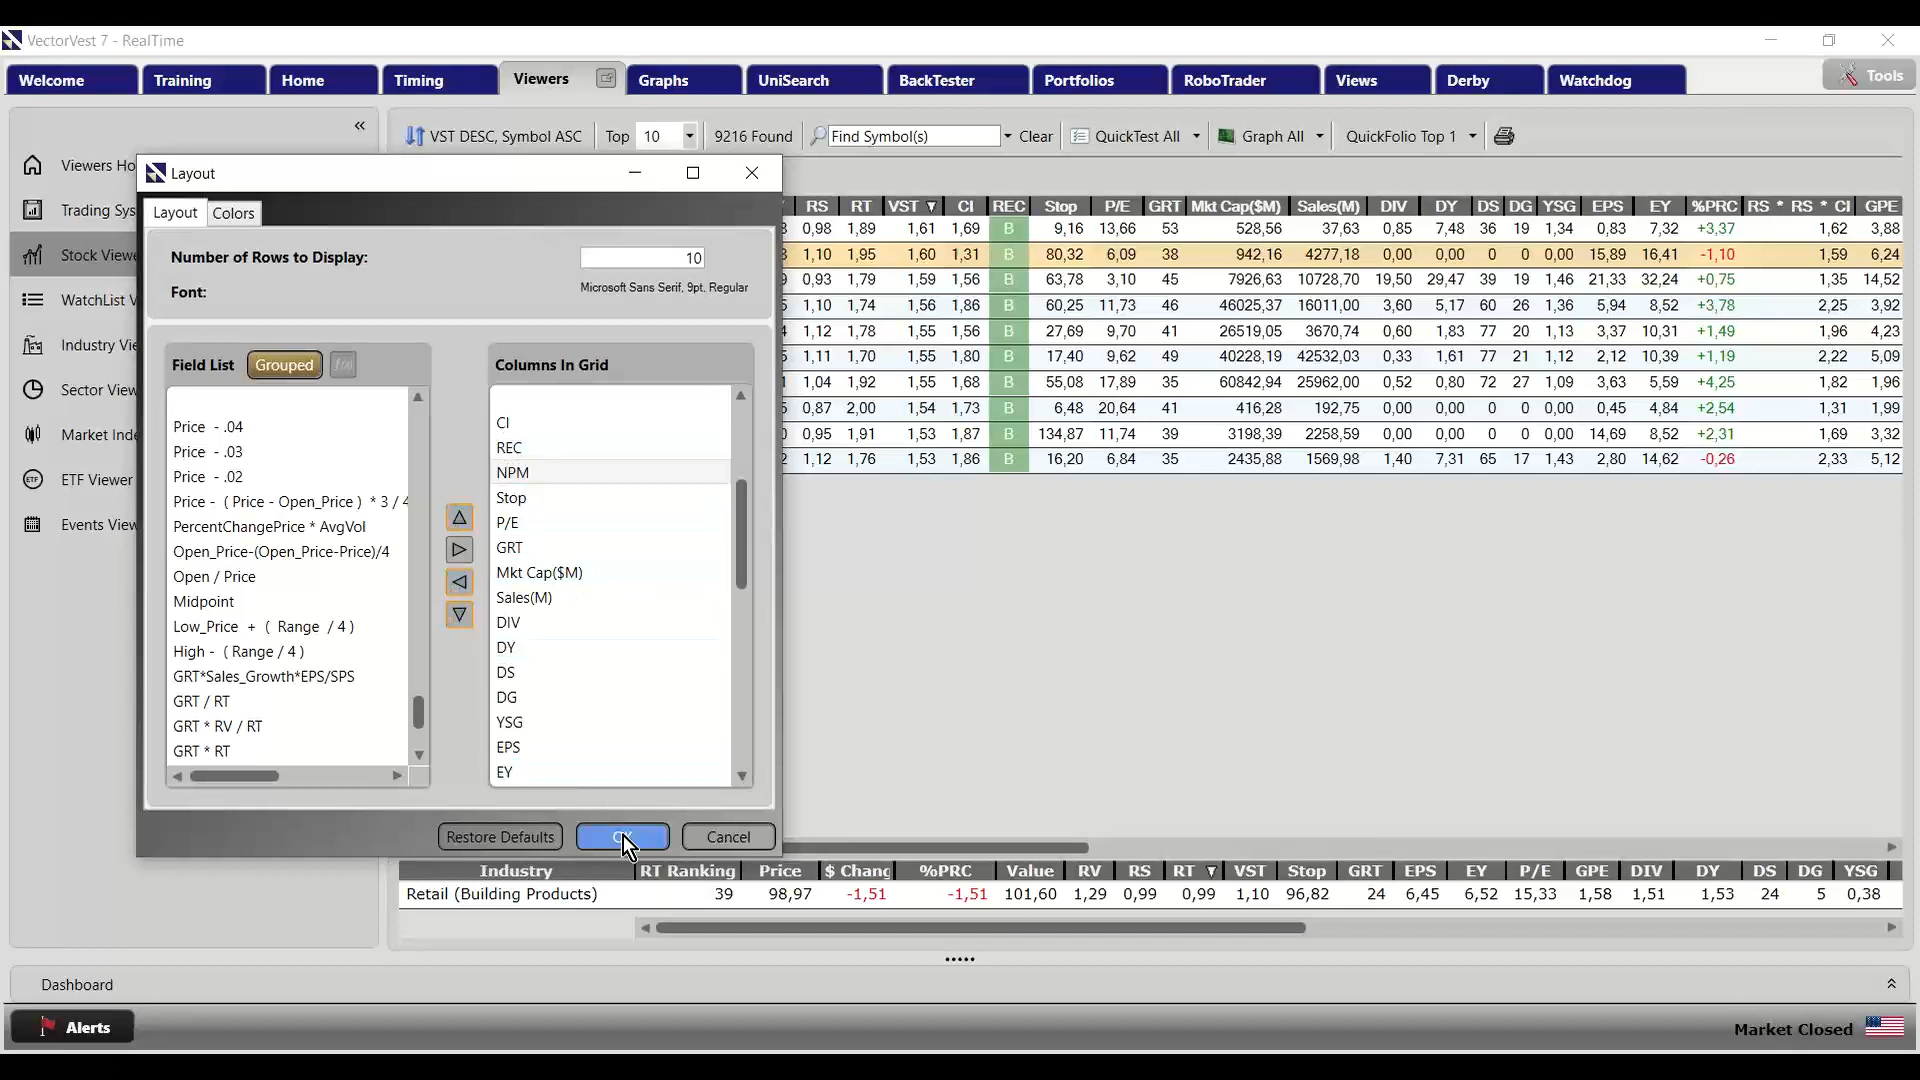 VectorVest 7 - RealTime
Welcome
Training
Home
Timing
Viewers
Graphs
UniSearch
BackTester
Portfolios
RoboTrader
Views
Derby
Watchdog
Tools
VST DESC, Symbol ASC
Top 10
9216 Found
Find Symbol(s)
Clear
QuickTest All
Graph All
QuickFolio Top 1
Viewers Ho
Trading Sys
Stock Viewe
WatchList V
Industry Vie
Sector View
Market Inde
ETF Viewer
ETF
Events View
Layout
Layout
Colors
Number of Rows to Display: 10
Font: Microsoft Sans Serif, 9pt, Regular
Field List
Grouped
f(x)
Price - .04
Price - .03
Price - .02
Price - ( Price - Open_Price ) * 3 / 4
PercentChangePrice * AvgVol
Open_Price-(Open_Price-Price)/4
Open / Price
Midpoint
Low_Price + ( Range / 4 )
High - ( Range / 4 )
GRT*Sales_Growth*EPS/SPS
GRT / RT
GRT * RV / RT
GRT * RT
Columns In Grid
CI
REC
NPM
Stop
P/E
GRT
Mkt Cap($M)
Sales(M)
DIV
DY
DS
DG
YSG
EPS
EY
Restore Defaults
OK
Cancel
RS RT VST CI REC Stop P/E GRT Mkt Cap($M) Sales(M) DIV DY DS DG YSG EPS EY %PRC RS * RS * CI GPE
0,98 1,89 1,61 1,69 B 9,16 13,66 53 528,56 37,63 0,85 7,48 36 19 1,34 0,83 7,32 +3,37 1,62 3,88
1,10 1,95 1,60 1,31 B 80,32 6,09 38 942,16 4277,18 0,00 0,00 0 0 0,00 15,89 16,41 -1,10 1,59 6,24
0,93 1,79 1,59 1,56 B 63,78 3,10 45 7926,63 10728,70 19,50 29,47 39 19 1,46 21,33 32,24 +0,75 1,35 14,52
1,10 1,74 1,56 1,86 B 60,25 11,73 46 46025,37 16011,00 3,60 5,17 60 26 1,36 5,94 8,52 +3,78 2,25 3,92
1,12 1,78 1,55 1,56 B 27,69 9,70 41 26519,05 3670,74 0,60 1,83 77 20 1,13 3,37 10,31 +1,49 1,96 4,23
1,11 1,70 1,55 1,80 B 17,40 9,62 49 40228,19 42532,03 0,33 1,61 77 21 1,12 2,12 10,39 +1,19 2,22 5,09
1,04 1,92 1,55 1,68 B 55,08 17,89 35 60842,94 25962,00 0,52 0,80 72 27 1,09 3,63 5,59 +4,25 1,82 1,96
0,87 2,00 1,54 1,73 B 6,48 20,64 41 416,28 192,75 0,00 0,00 0 0 0,00 0,45 4,84 +2,54 1,31 1,99
0,95 1,91 1,53 1,87 B 134,87 11,74 39 3198,39 2258,59 0,00 0,00 0 0 0,00 14,69 8,52 +2,31 1,69 3,32
1,12 1,76 1,53 1,86 B 16,20 6,84 35 2435,88 1569,98 1,40 7,31 65 17 1,43 2,80 14,62 -0,26 2,33 5,12
Industry RT Ranking Price $ Chang %PRC Value RV RS RT VST Stop GRT EPS EY P/E GPE DIV DY DS DG YSG
Retail (Building Products) 39 98,97 -1,51 -1,51 101,60 1,29 0,99 0,99 1,10 96,82 24 6,45 6,52 15,33 1,58 1,51 1,53 24 5 0,38
Dashboard
Alerts
Market Closed